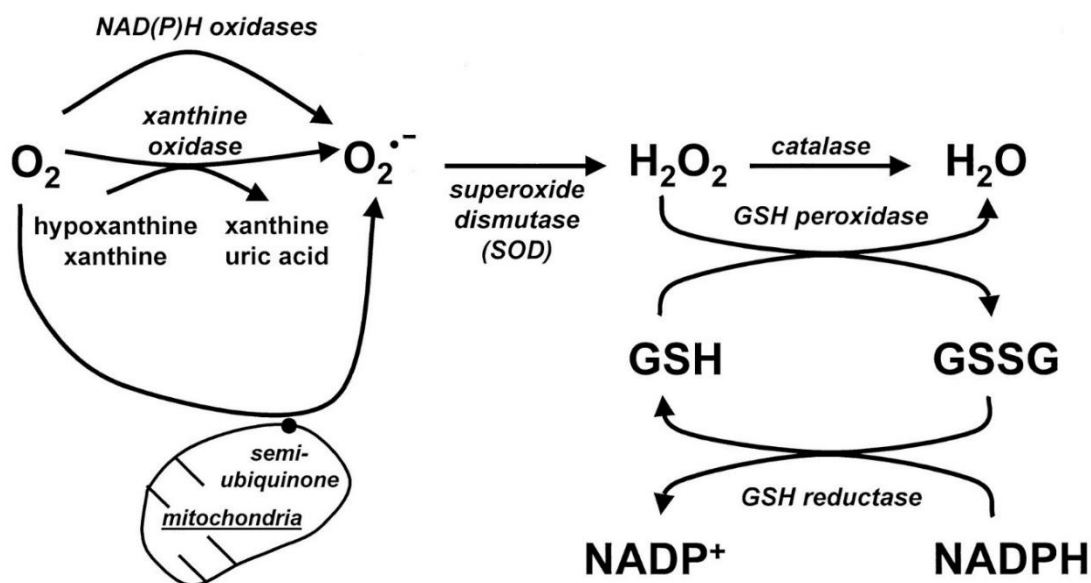 NAD(P)H oxidases
xanthine
oxidase
O₂
O₂•−
hypoxanthine
xanthine
xanthine
uric acid
semi-
ubiquinone
mitochondria
superoxide
dismutase
(SOD)
H₂O₂
catalase
H₂O
GSH peroxidase
GSH
GSSG
GSH reductase
NADP⁺
NADPH